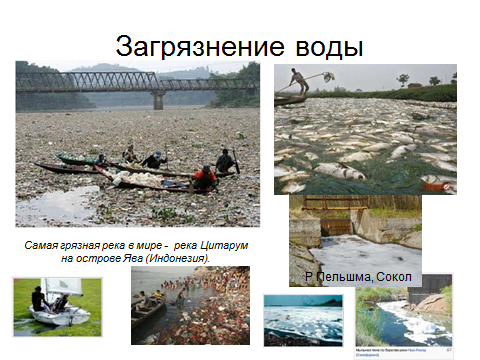 Загрязнение воды
Самая грязная река в мире - река Цитарум
на острове Ява (Индонезия).
Р Пельшма, Сокол